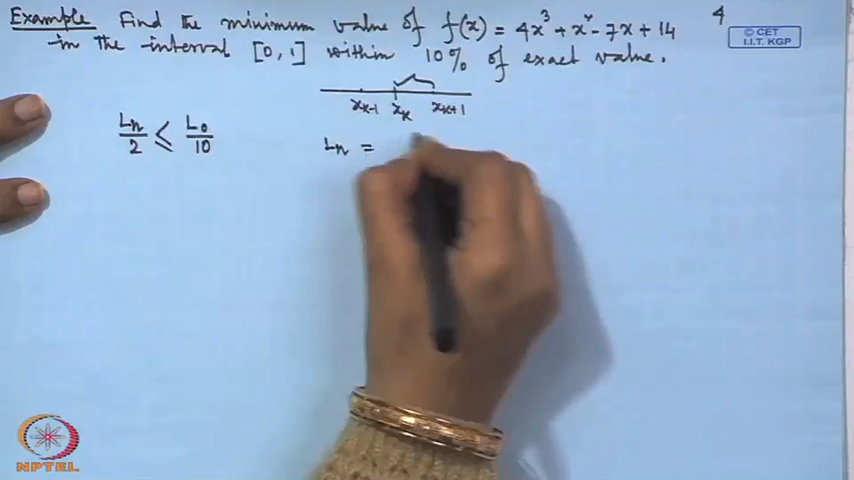 Example: Find the minimum value of f(x) = 4x³ + x² - 7x + 14
in the interval [0, 1] within 10% of exact value.
4
© CET
I.I.T. KGP
x_{k-1} x_k x_{k+1}
L_n/2 ≤ L_0/10
L_n =
NPTEL